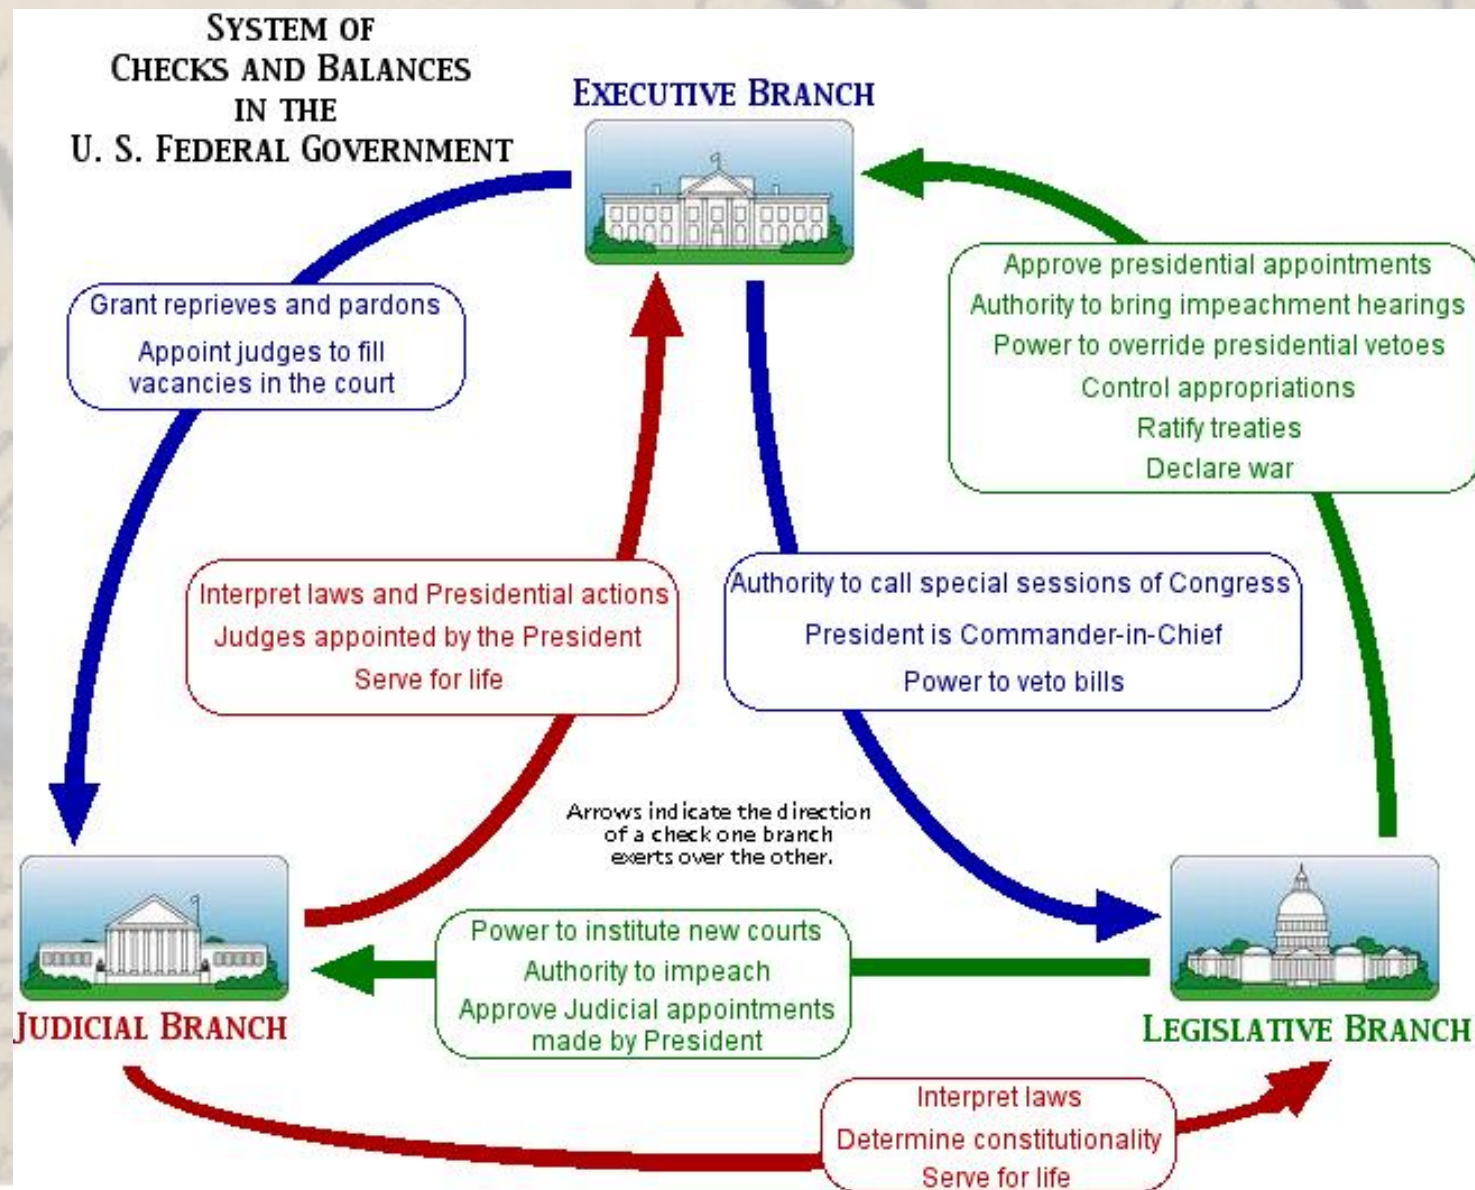 SYSTEM OF
CHECKS AND BALANCES
IN THE
U. S. FEDERAL GOVERNMENT
EXECUTIVE BRANCH
Grant reprieves and pardons
Appoint judges to fill
vacancies in the court
Approve presidential appointments
Authority to bring impeachment hearings
Power to override presidential vetoes
Control appropriations
Ratify treaties
Declare war
Interpret laws and Presidential actions
Judges appointed by the President
Serve for life
Authority to call special sessions of Congress
President is Commander-in-Chief
Power to veto bills
Arrows indicate the direction
of a check one branch
exerts over the other.
Power to institute new courts
Authority to impeach
Approve Judicial appointments
made by President
JUDICIAL BRANCH
LEGISLATIVE BRANCH
Interpret laws
Determine constitutionality
Serve for life